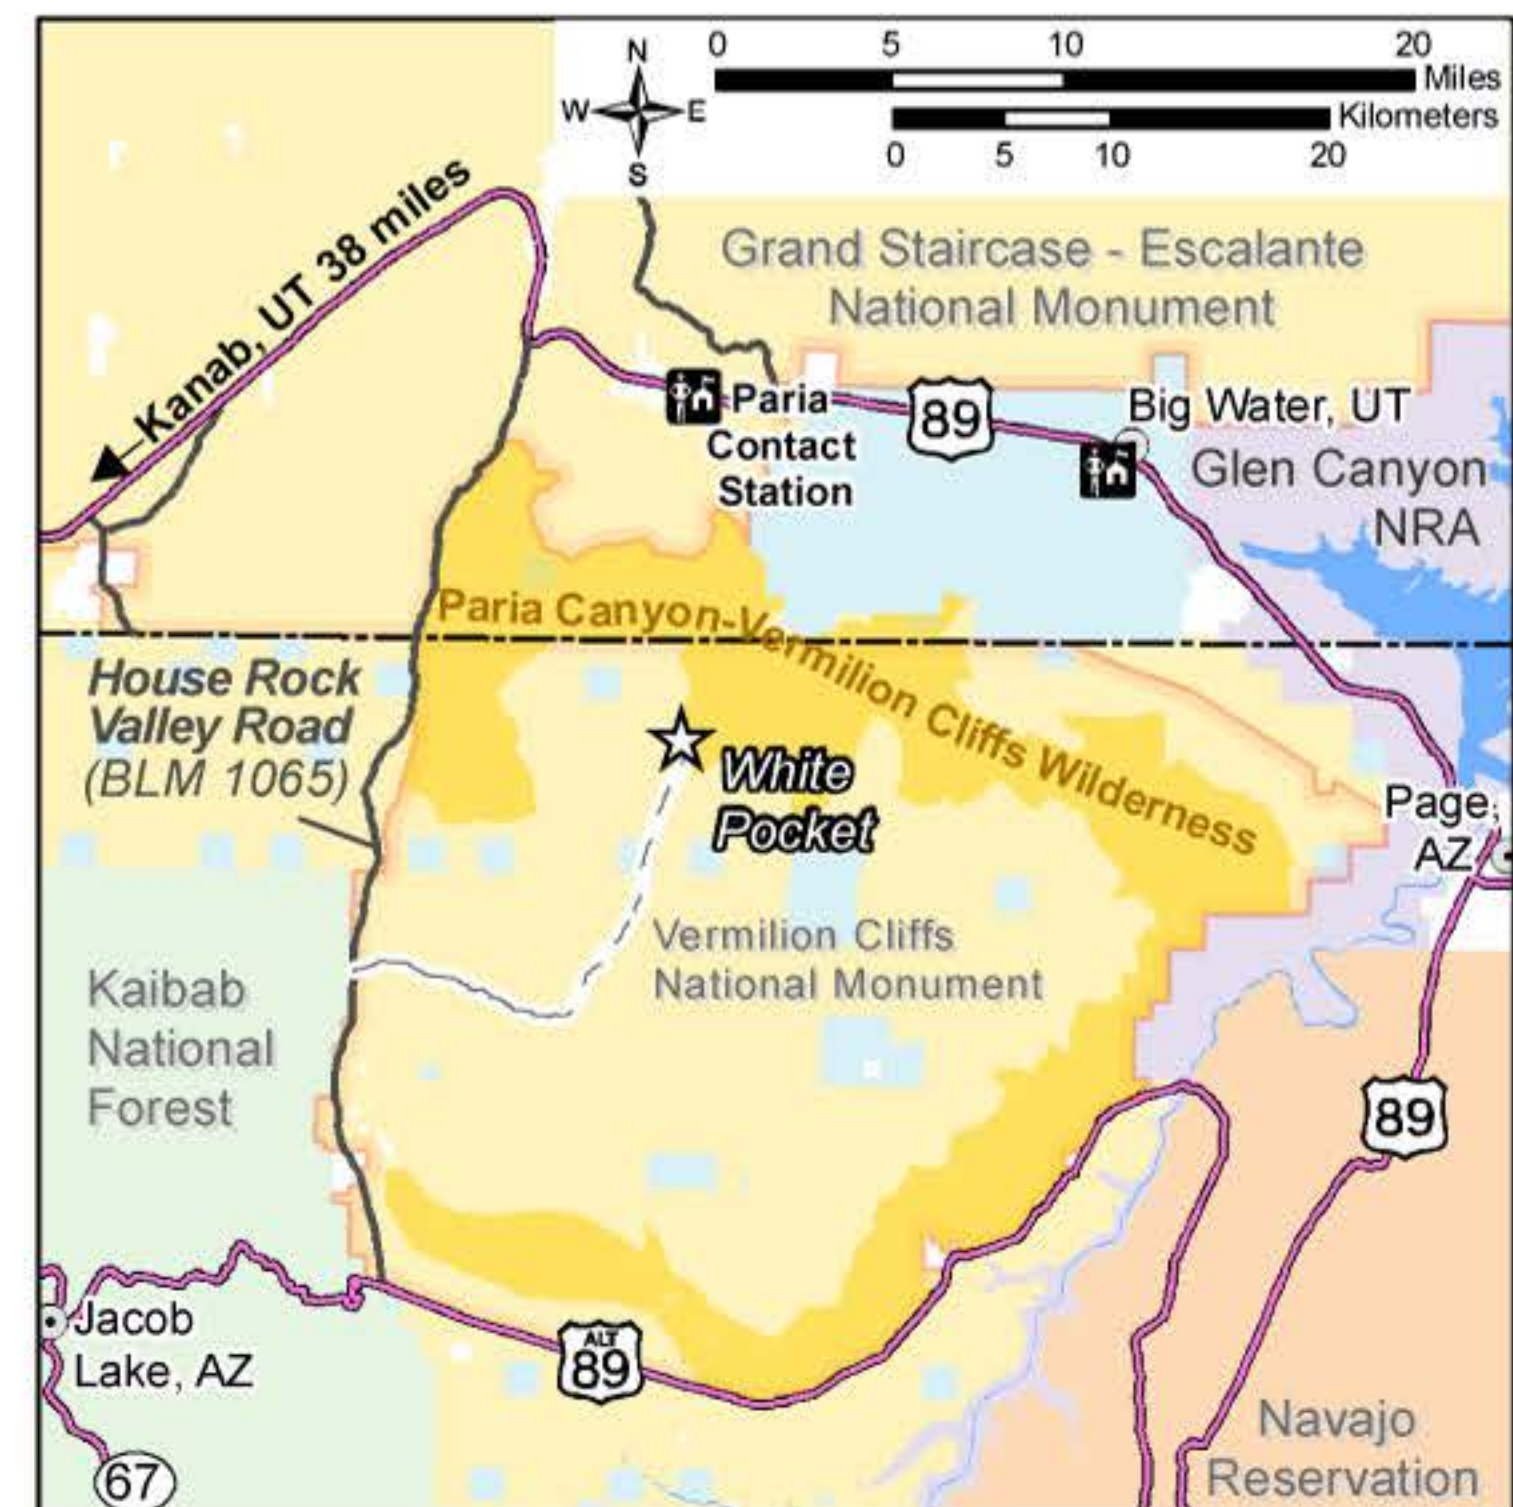 N
W E
S
0 5 10 20
Miles
Kilometers
0 5 10 20
Kanab, UT 38 miles
Grand Staircase - Escalante
National Monument
Paria
Contact
Station
89
Big Water, UT
Glen Canyon
NRA
Paria Canyon-Vermilion Cliffs Wilderness
House Rock
Valley Road
(BLM 1065)
White
Pocket
Page,
AZ
Vermilion Cliffs
National Monument
Kaibab
National
Forest
89
Jacob
Lake, AZ
ALT
89
67
Navajo
Reservation